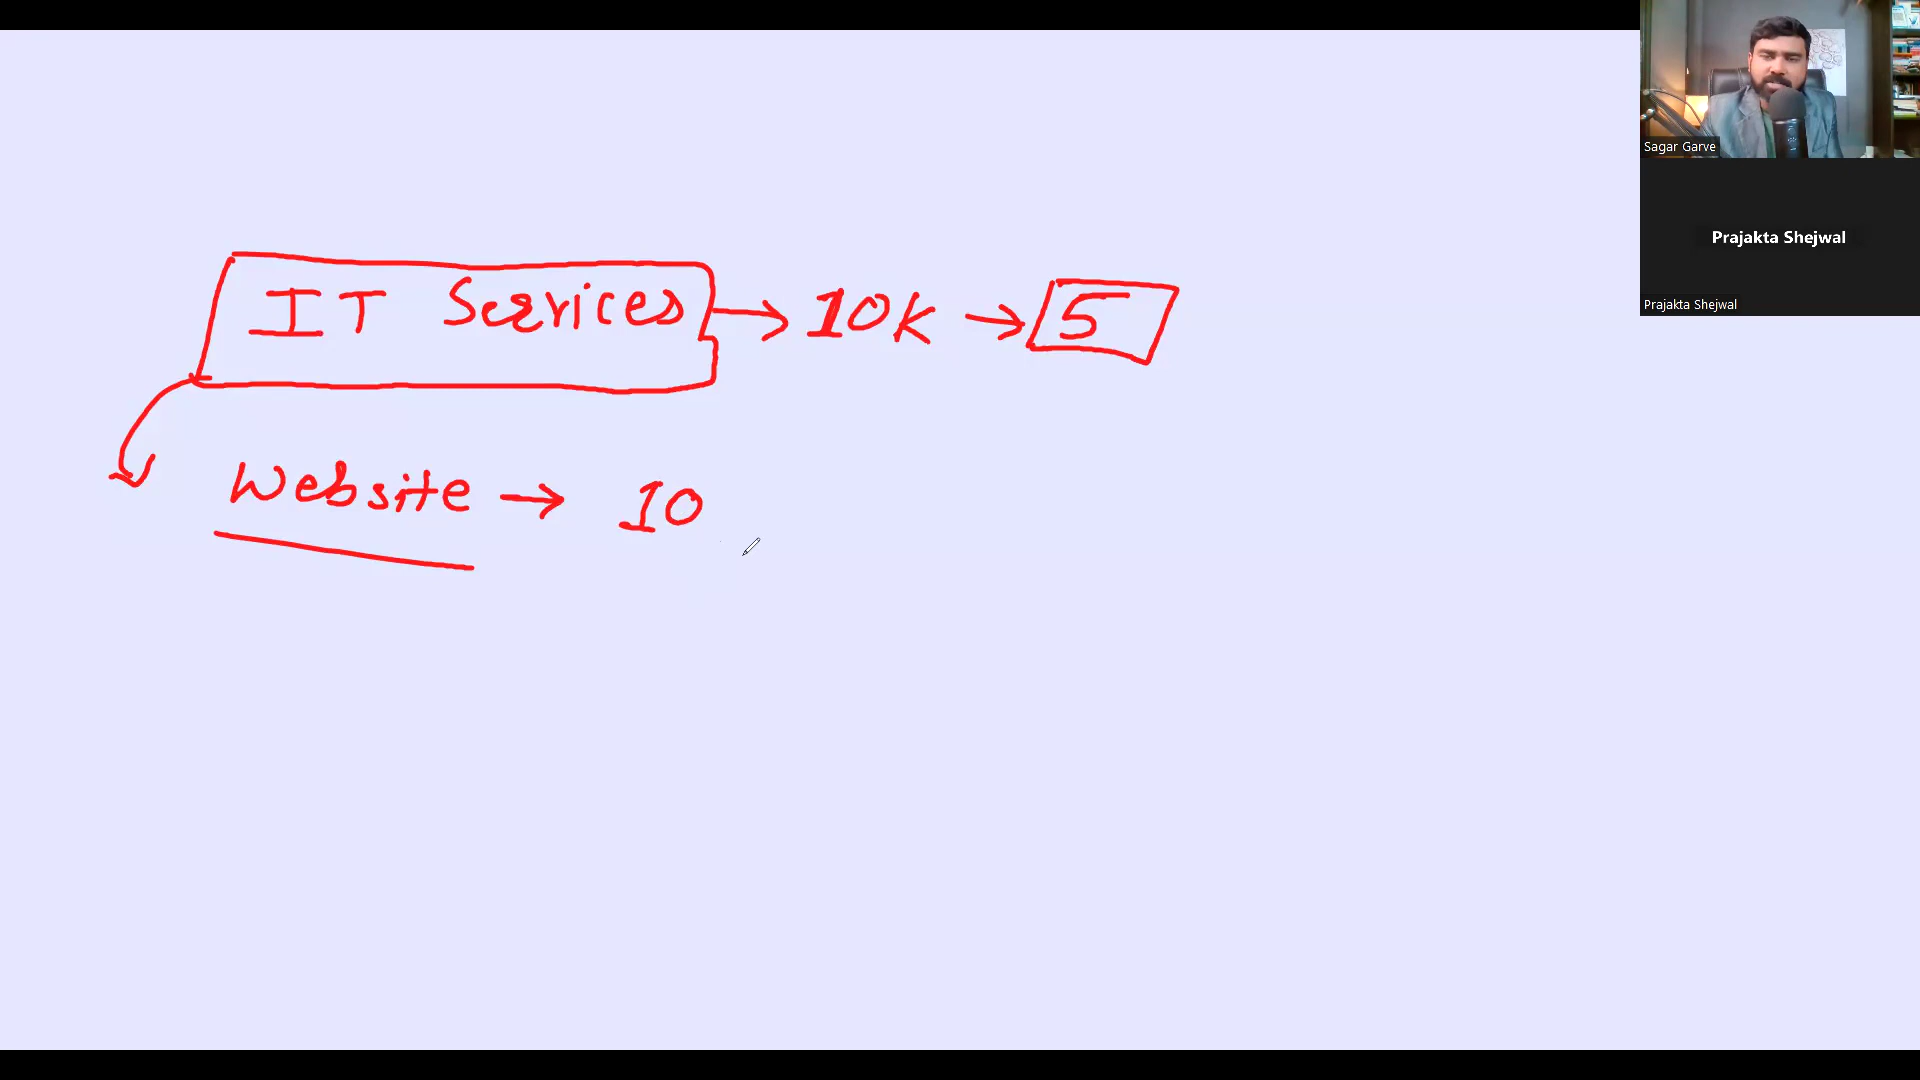 IT Services → 10K → 5
Website → 10
Sagar Garve
Prajakta Shejwal
Prajakta Shejwal